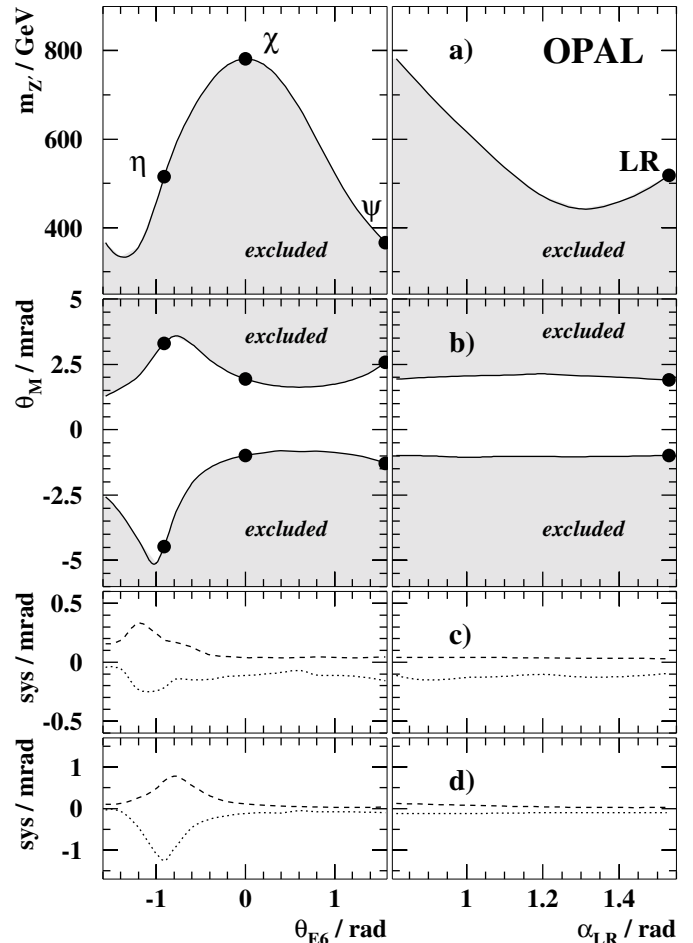 m_Z′ / GeV
800
600
400
χ
η
ψ
excluded
a)
OPAL
LR
excluded
θ_M / mrad
5
2.5
0
-2.5
-5
excluded
excluded
b)
excluded
excluded
sys / mrad
0.5
0
-0.5
c)
sys / mrad
1
0
-1
d)
-1
0
1
θ_E6 / rad
1
1.2
1.4
α_LR / rad